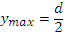 y_max = d/2